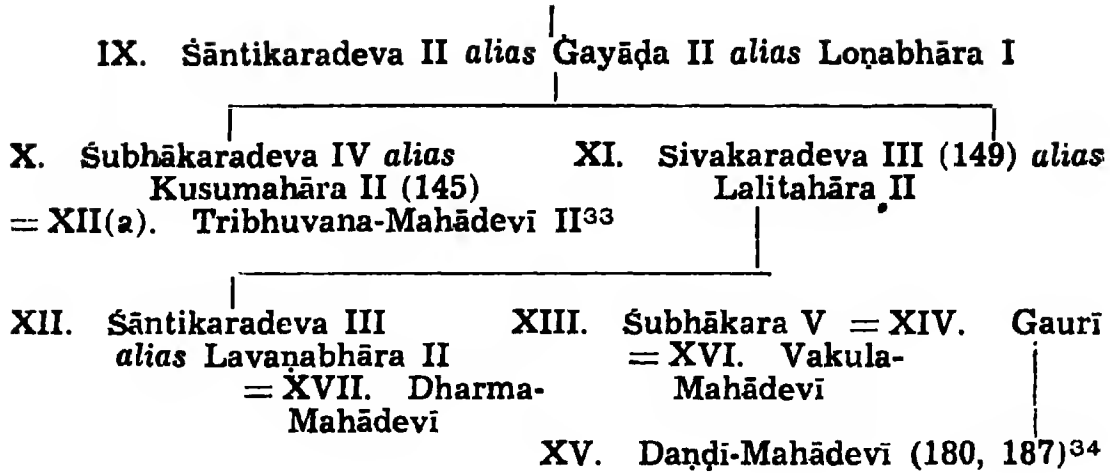 IX. Śāntikaradeva II alias Ġayāḍa II alias Loṇabhāra I
X. Śubhākaradeva IV alias XI. Sivakaradeva III (149) alias
Kusumahāra II (145) Lalitahāra II
= XII(a). Tribhuvana-Mahādevī II33
XII. Śāntikaradeva III XIII. Śubhākara V = XIV. Gaurī
alias Lavaṇabhāra II = XVI. Vakula-
= XVII. Dharma- Mahādevī
Mahādevī
XV. Daṇḍi-Mahādevī (180, 187)34